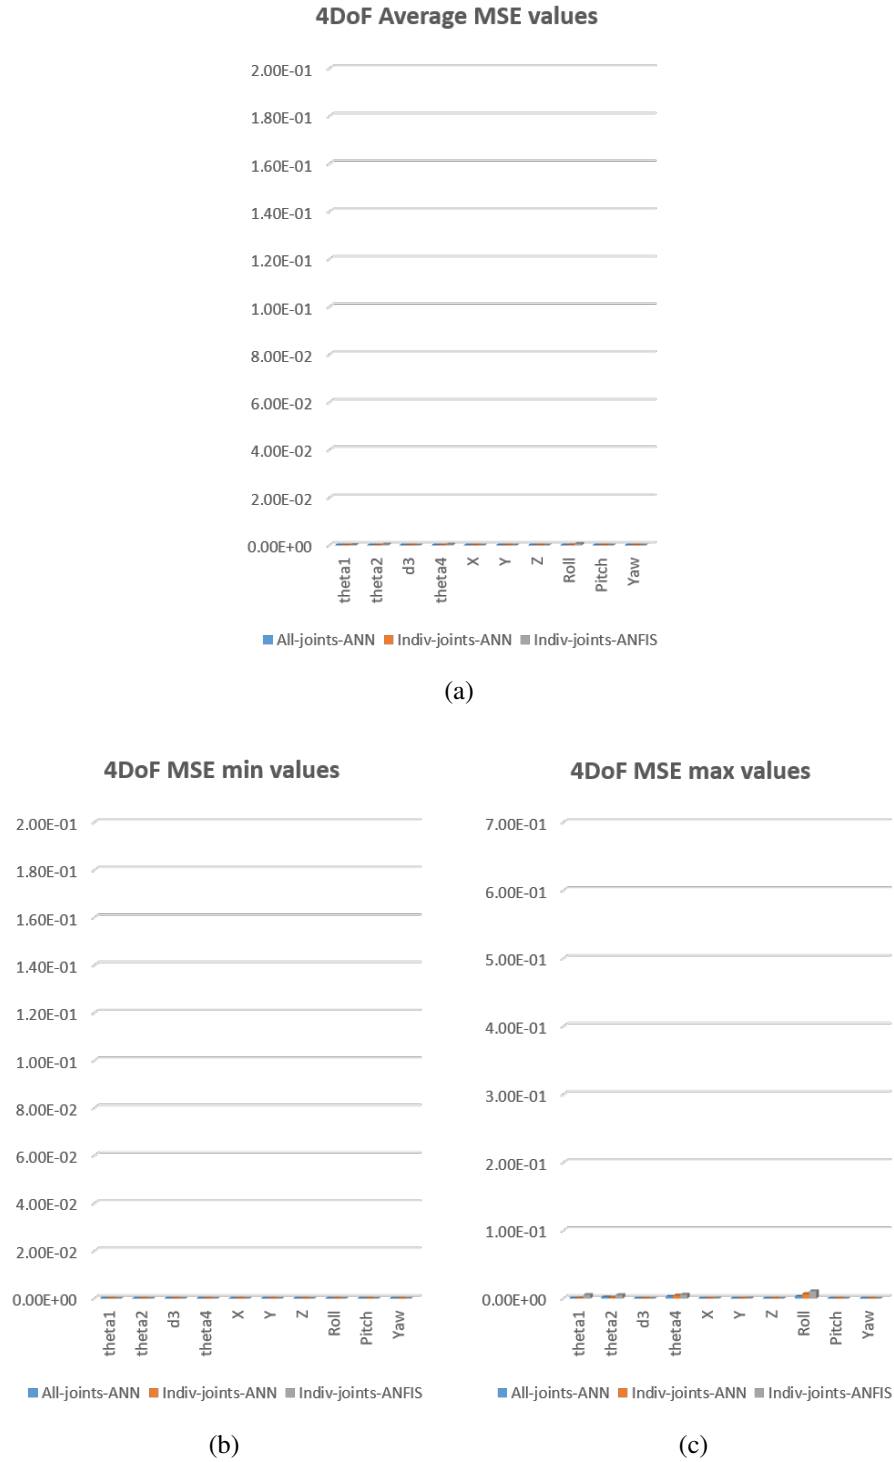 4DoF Average MSE values
2.00E-01
1.80E-01
1.60E-01
1.40E-01
1.20E-01
1.00E-01
8.00E-02
6.00E-02
4.00E-02
2.00E-02
0.00E+00
theta1
theta2
d3
theta4
X
Y
Z
Roll
Pitch
Yaw
All-joints-ANN Indiv-joints-ANN Indiv-joints-ANFIS
(a)
4DoF MSE min values
2.00E-01
1.80E-01
1.60E-01
1.40E-01
1.20E-01
1.00E-01
8.00E-02
6.00E-02
4.00E-02
2.00E-02
0.00E+00
theta1
theta2
d3
theta4
X
Y
Z
Roll
Pitch
Yaw
All-joints-ANN Indiv-joints-ANN Indiv-joints-ANFIS
(b)
4DoF MSE max values
7.00E-01
6.00E-01
5.00E-01
4.00E-01
3.00E-01
2.00E-01
1.00E-01
0.00E+00
theta1
theta2
d3
theta4
X
Y
Z
Roll
Pitch
Yaw
All-joints-ANN Indiv-joints-ANN Indiv-joints-ANFIS
(c)